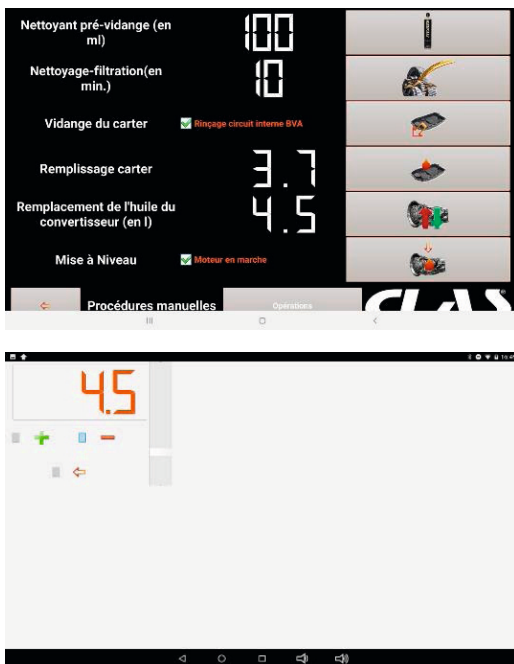 Nettoyant pré-vidange (en
ml)
100
Nettoyage-filtration(en
min.)
10
Vidange du carter
Rinçage circuit interne BVA
Remplissage carter
3.7
Remplacement de l'huile du
convertisseur (en l)
4.5
Mise à Niveau
Moteur en marche
Procédures manuelles
Opérations
CLAS
4.5